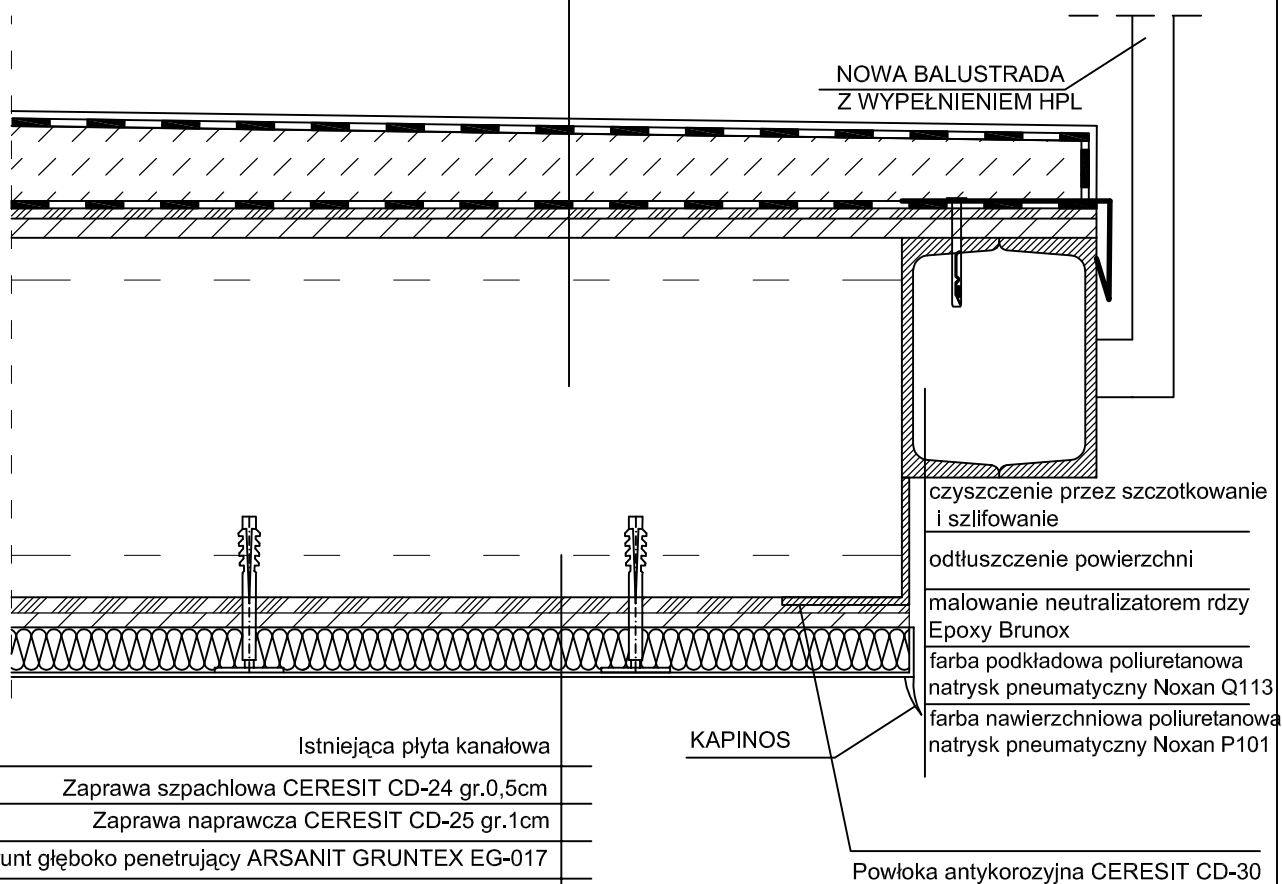 NOWA BALUSTRADA
Z WYPEŁNIENIEM HPL
czyszczenie przez szczotkowanie
i szlifowanie
odtłuszczenie powierzchni
malowanie neutralizatorem rdzy
Epoxy Brunox
farba podkładowa poliuretanowa
natrysk pneumatyczny Noxan Q113
farba nawierzchniowa poliuretanowa
natrysk pneumatyczny Noxan P101
KAPINOS
Istniejąca płyta kanałowa
Zaprawa szpachlowa CERESIT CD-24 gr.0,5cm
Zaprawa naprawcza CERESIT CD-25 gr.1cm
unt głęboko penetrujący ARSANIT GRUNTEX EG-017
Powłoka antykorozyjna CERESIT CD-30